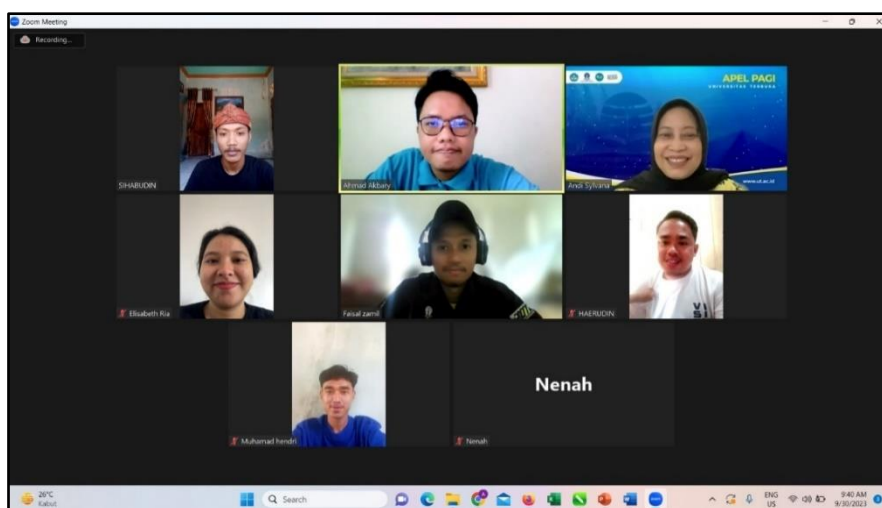 Zoom Meeting
Recording...
APEL PAGI
UNIVERSITAS TERBUKA
www.ut.ac.id
SIHABUDIN
Ahmad Akbary
Andi Sylvana
Elisabeth Ria
Faisal zamil
HAERUDIN
Nenah
Muhamad hendri
Nenah
26°C
Kabut
Search
ENG
US
9:40 AM
9/30/2023